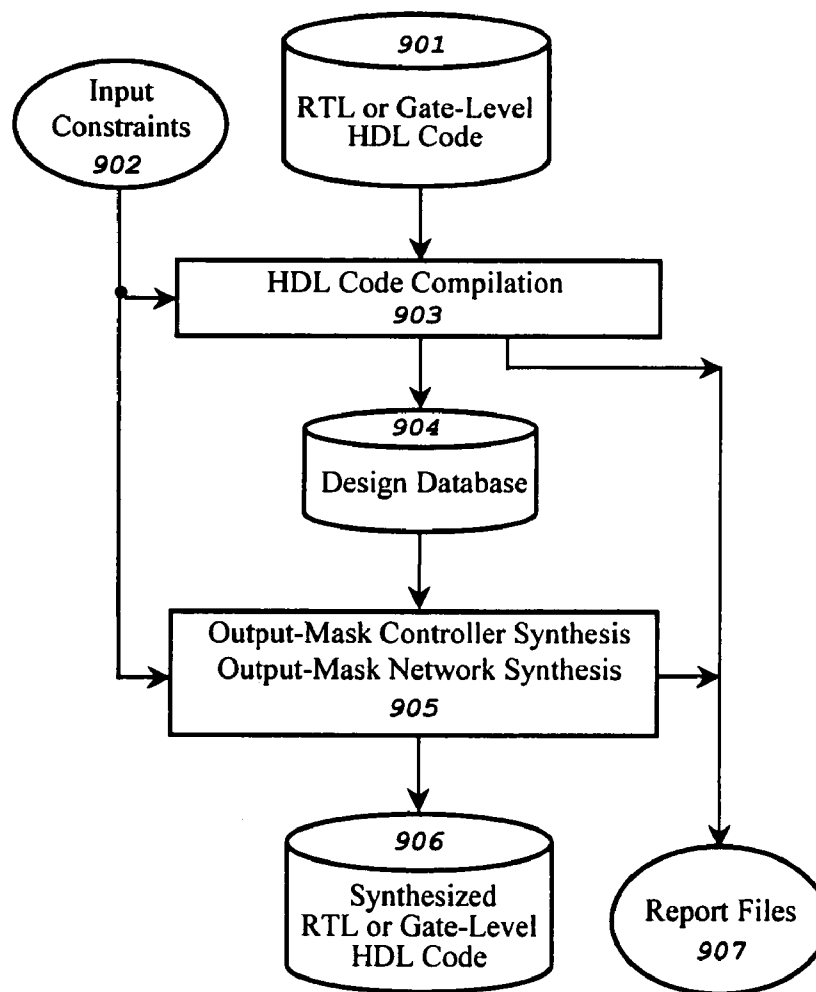 901
RTL or Gate-Level
HDL Code
Input
Constraints
902
HDL Code Compilation
903
904
Design Database
Output-Mask Controller Synthesis
Output-Mask Network Synthesis
905
906
Synthesized
RTL or Gate-Level
HDL Code
Report Files
907